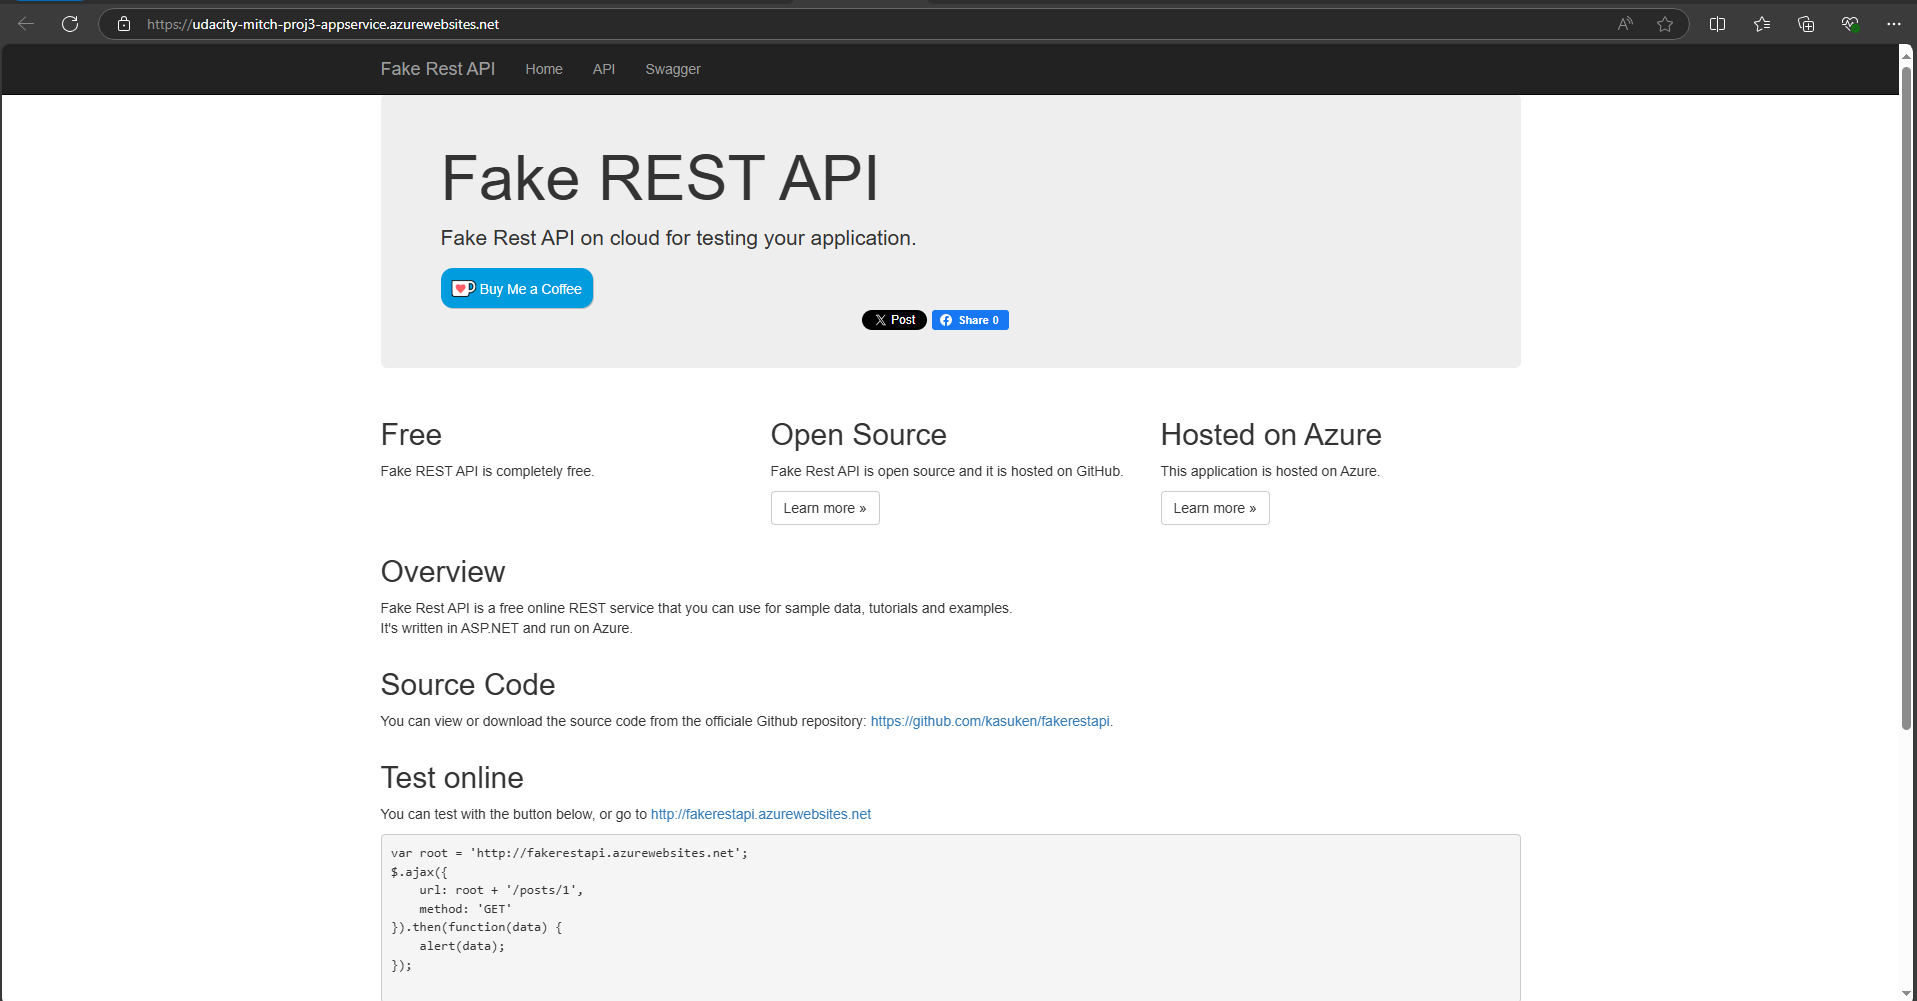 https://udacity-mitch-proj3-appservice.azurewebsites.net
Fake Rest API Home API Swagger
Fake REST API
Fake Rest API on cloud for testing your application.
Buy Me a Coffee
Post Share 0
Free
Fake REST API is completely free.
Open Source
Fake Rest API is open source and it is hosted on GitHub.
Learn more »
Hosted on Azure
This application is hosted on Azure.
Learn more »
Overview
Fake Rest API is a free online REST service that you can use for sample data, tutorials and examples.
It's written in ASP.NET and run on Azure.
Source Code
You can view or download the source code from the officiale Github repository: https://github.com/kasuken/fakerestapi.
Test online
You can test with the button below, or go to http://fakerestapi.azurewebsites.net
var root = 'http://fakerestapi.azurewebsites.net';
$.ajax({
    url: root + '/posts/1',
    method: 'GET'
}).then(function(data) {
    alert(data);
});